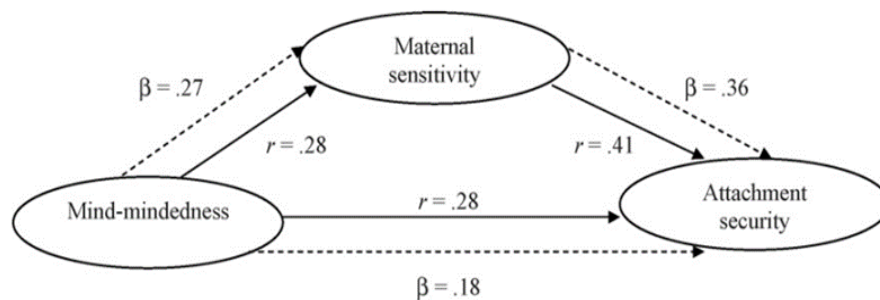 Maternal
sensitivity
β = .27
β = .36
r = .28
r = .41
Mind-mindedness
r = .28
Attachment
security
β = .18